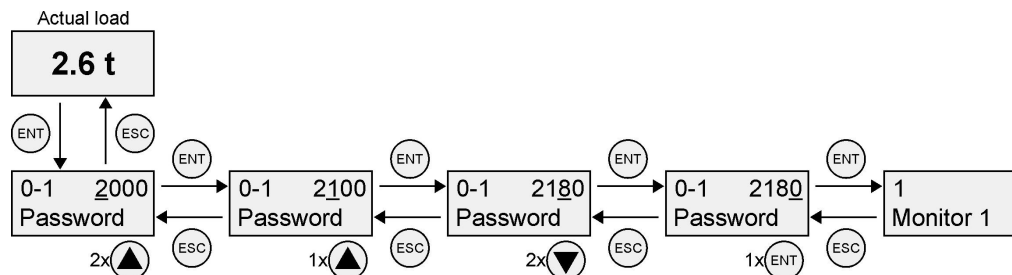 Actual load
2.6 t
ENT
ESC
ENT
ENT
ENT
ENT
0-1 2000
Password
0-1 2100
Password
0-1 2180
Password
0-1 2180
Password
1
Monitor 1
ESC
ESC
ESC
ESC
2x
1x
2x
1x ENT